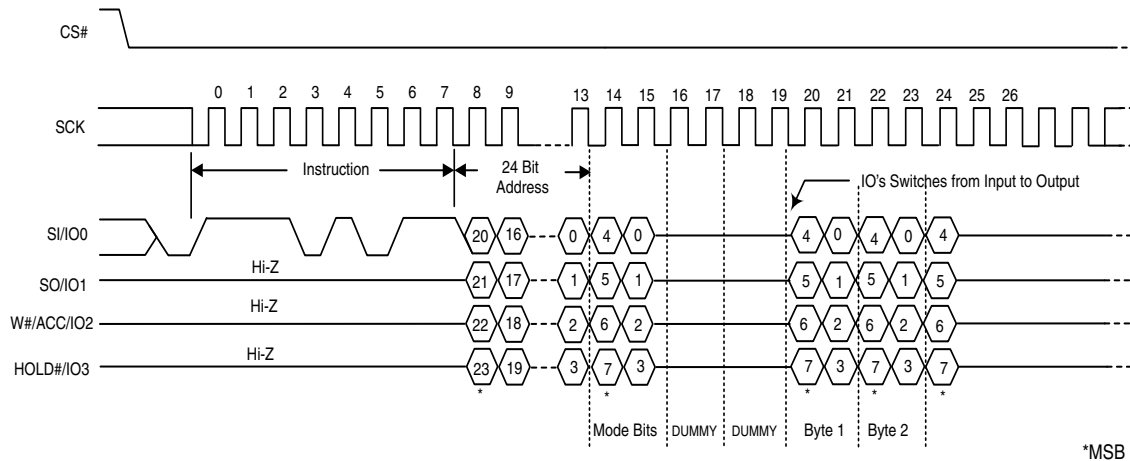 CS#
0 1 2 3 4 5 6 7 8 9 13 14 15 16 17 18 19 20 21 22 23 24 25 26
SCK
Instruction
24 Bit
Address
IO's Switches from Input to Output
SI/IO0
20 16 0 4 0 4 0 4 0 4
Hi-Z
SO/IO1
21 17 1 5 1 5 1 5 1 5
Hi-Z
W#/ACC/IO2
22 18 2 6 2 6 2 6 2 6
Hi-Z
HOLD#/IO3
23 19 3 7 3 7 3 7 3 7
* * * * *
Mode Bits DUMMY DUMMY Byte 1 Byte 2
*MSB